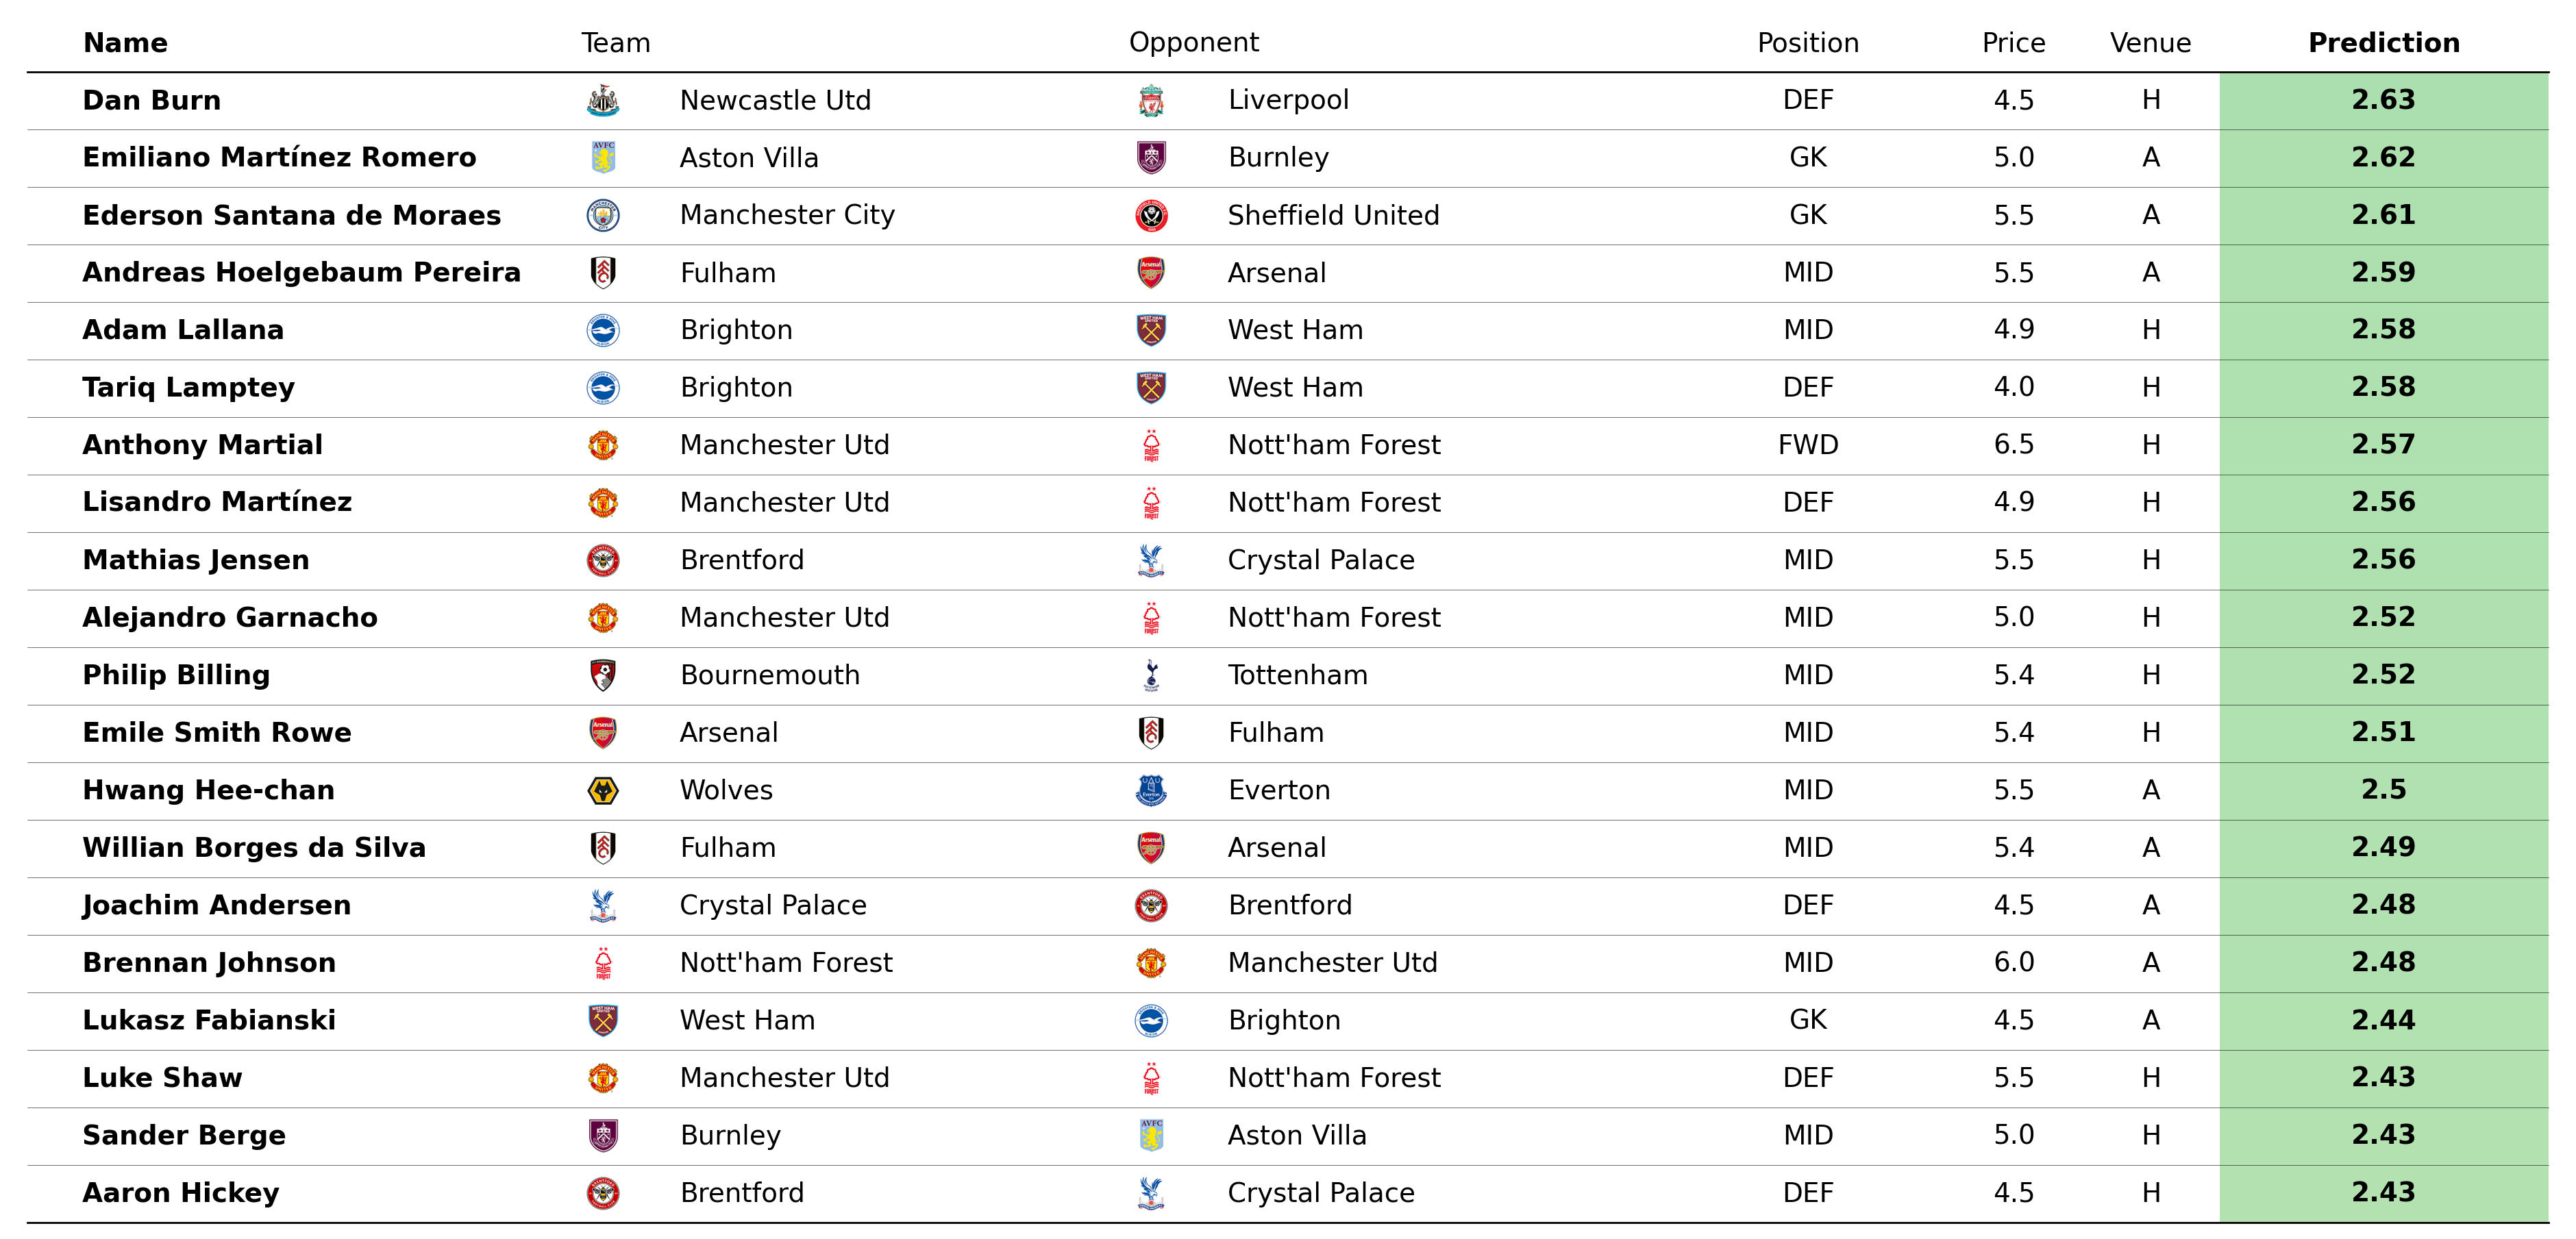 Name Team Opponent Position Price Venue Prediction
Dan Burn Newcastle Utd Liverpool DEF 4.5 H 2.63
Emiliano Martínez Romero Aston Villa Burnley GK 5.0 A 2.62
Ederson Santana de Moraes Manchester City Sheffield United GK 5.5 A 2.61
Andreas Hoelgebaum Pereira Fulham Arsenal MID 5.5 A 2.59
Adam Lallana Brighton West Ham MID 4.9 H 2.58
Tariq Lamptey Brighton West Ham DEF 4.0 H 2.58
Anthony Martial Manchester Utd Nott'ham Forest FWD 6.5 H 2.57
Lisandro Martínez Manchester Utd Nott'ham Forest DEF 4.9 H 2.56
Mathias Jensen Brentford Crystal Palace MID 5.5 H 2.56
Alejandro Garnacho Manchester Utd Nott'ham Forest MID 5.0 H 2.52
Philip Billing Bournemouth Tottenham MID 5.4 H 2.52
Emile Smith Rowe Arsenal Fulham MID 5.4 H 2.51
Hwang Hee-chan Wolves Everton MID 5.5 A 2.5
Willian Borges da Silva Fulham Arsenal MID 5.4 A 2.49
Joachim Andersen Crystal Palace Brentford DEF 4.5 A 2.48
Brennan Johnson Nott'ham Forest Manchester Utd MID 6.0 A 2.48
Lukasz Fabianski West Ham Brighton GK 4.5 A 2.44
Luke Shaw Manchester Utd Nott'ham Forest DEF 5.5 H 2.43
Sander Berge Burnley Aston Villa MID 5.0 H 2.43
Aaron Hickey Brentford Crystal Palace DEF 4.5 H 2.43